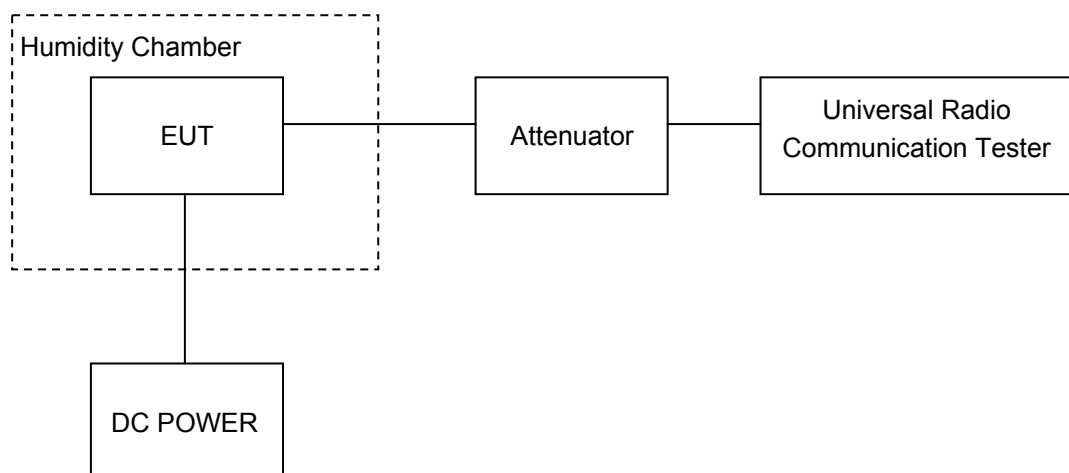 Humidity Chamber
EUT
Attenuator
Universal Radio
Communication Tester
DC POWER